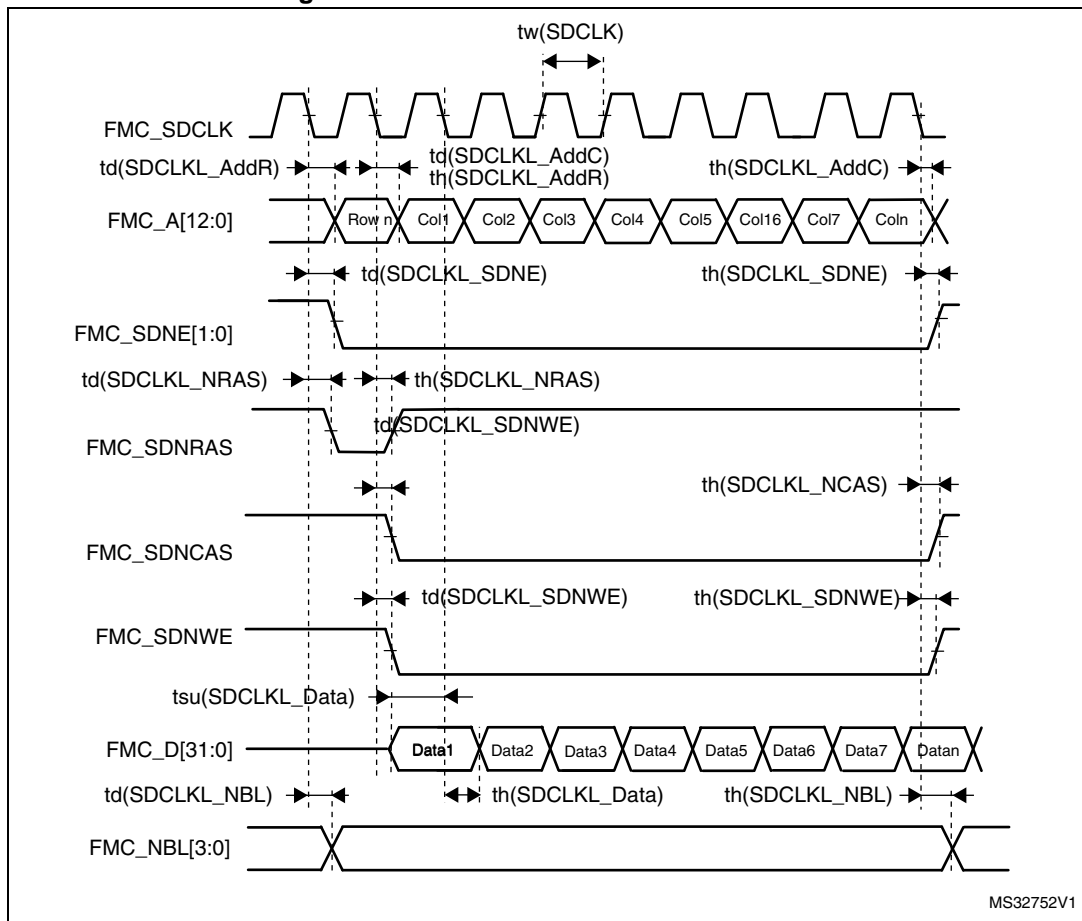 tw(SDCLK)
FMC_SDCLK
td(SDCLKL_AddR)
td(SDCLKL_AddC)
th(SDCLKL_AddR)
th(SDCLKL_AddC)
FMC_A[12:0]
Row n
Col1
Col2
Col3
Col4
Col5
Col16
Col7
Coln
td(SDCLKL_SDNE)
th(SDCLKL_SDNE)
FMC_SDNE[1:0]
td(SDCLKL_NRAS)
th(SDCLKL_NRAS)
td(SDCLKL_SDNWE)
FMC_SDNRAS
th(SDCLKL_NCAS)
FMC_SDNCAS
td(SDCLKL_SDNWE)
th(SDCLKL_SDNWE)
FMC_SDNWE
tsu(SDCLKL_Data)
FMC_D[31:0]
Data1
Data2
Data3
Data4
Data5
Data6
Data7
Datan
td(SDCLKL_NBL)
th(SDCLKL_Data)
th(SDCLKL_NBL)
FMC_NBL[3:0]
MS32752V1